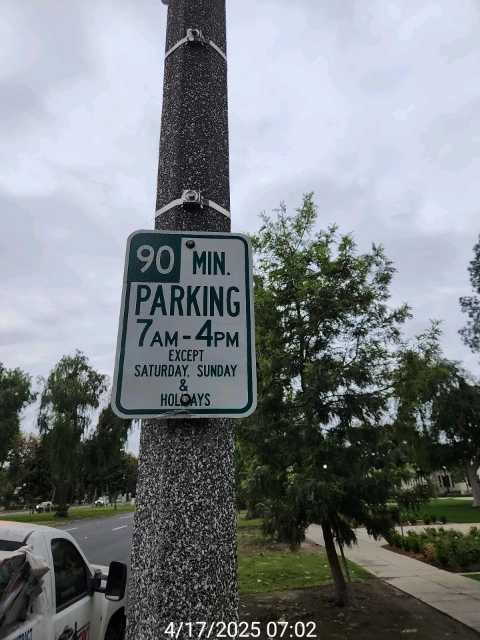 90 MIN.
PARKING
7AM-4PM
EXCEPT
SATURDAY, SUNDAY
&
HOLIDAYS
4/17/2025 07:02